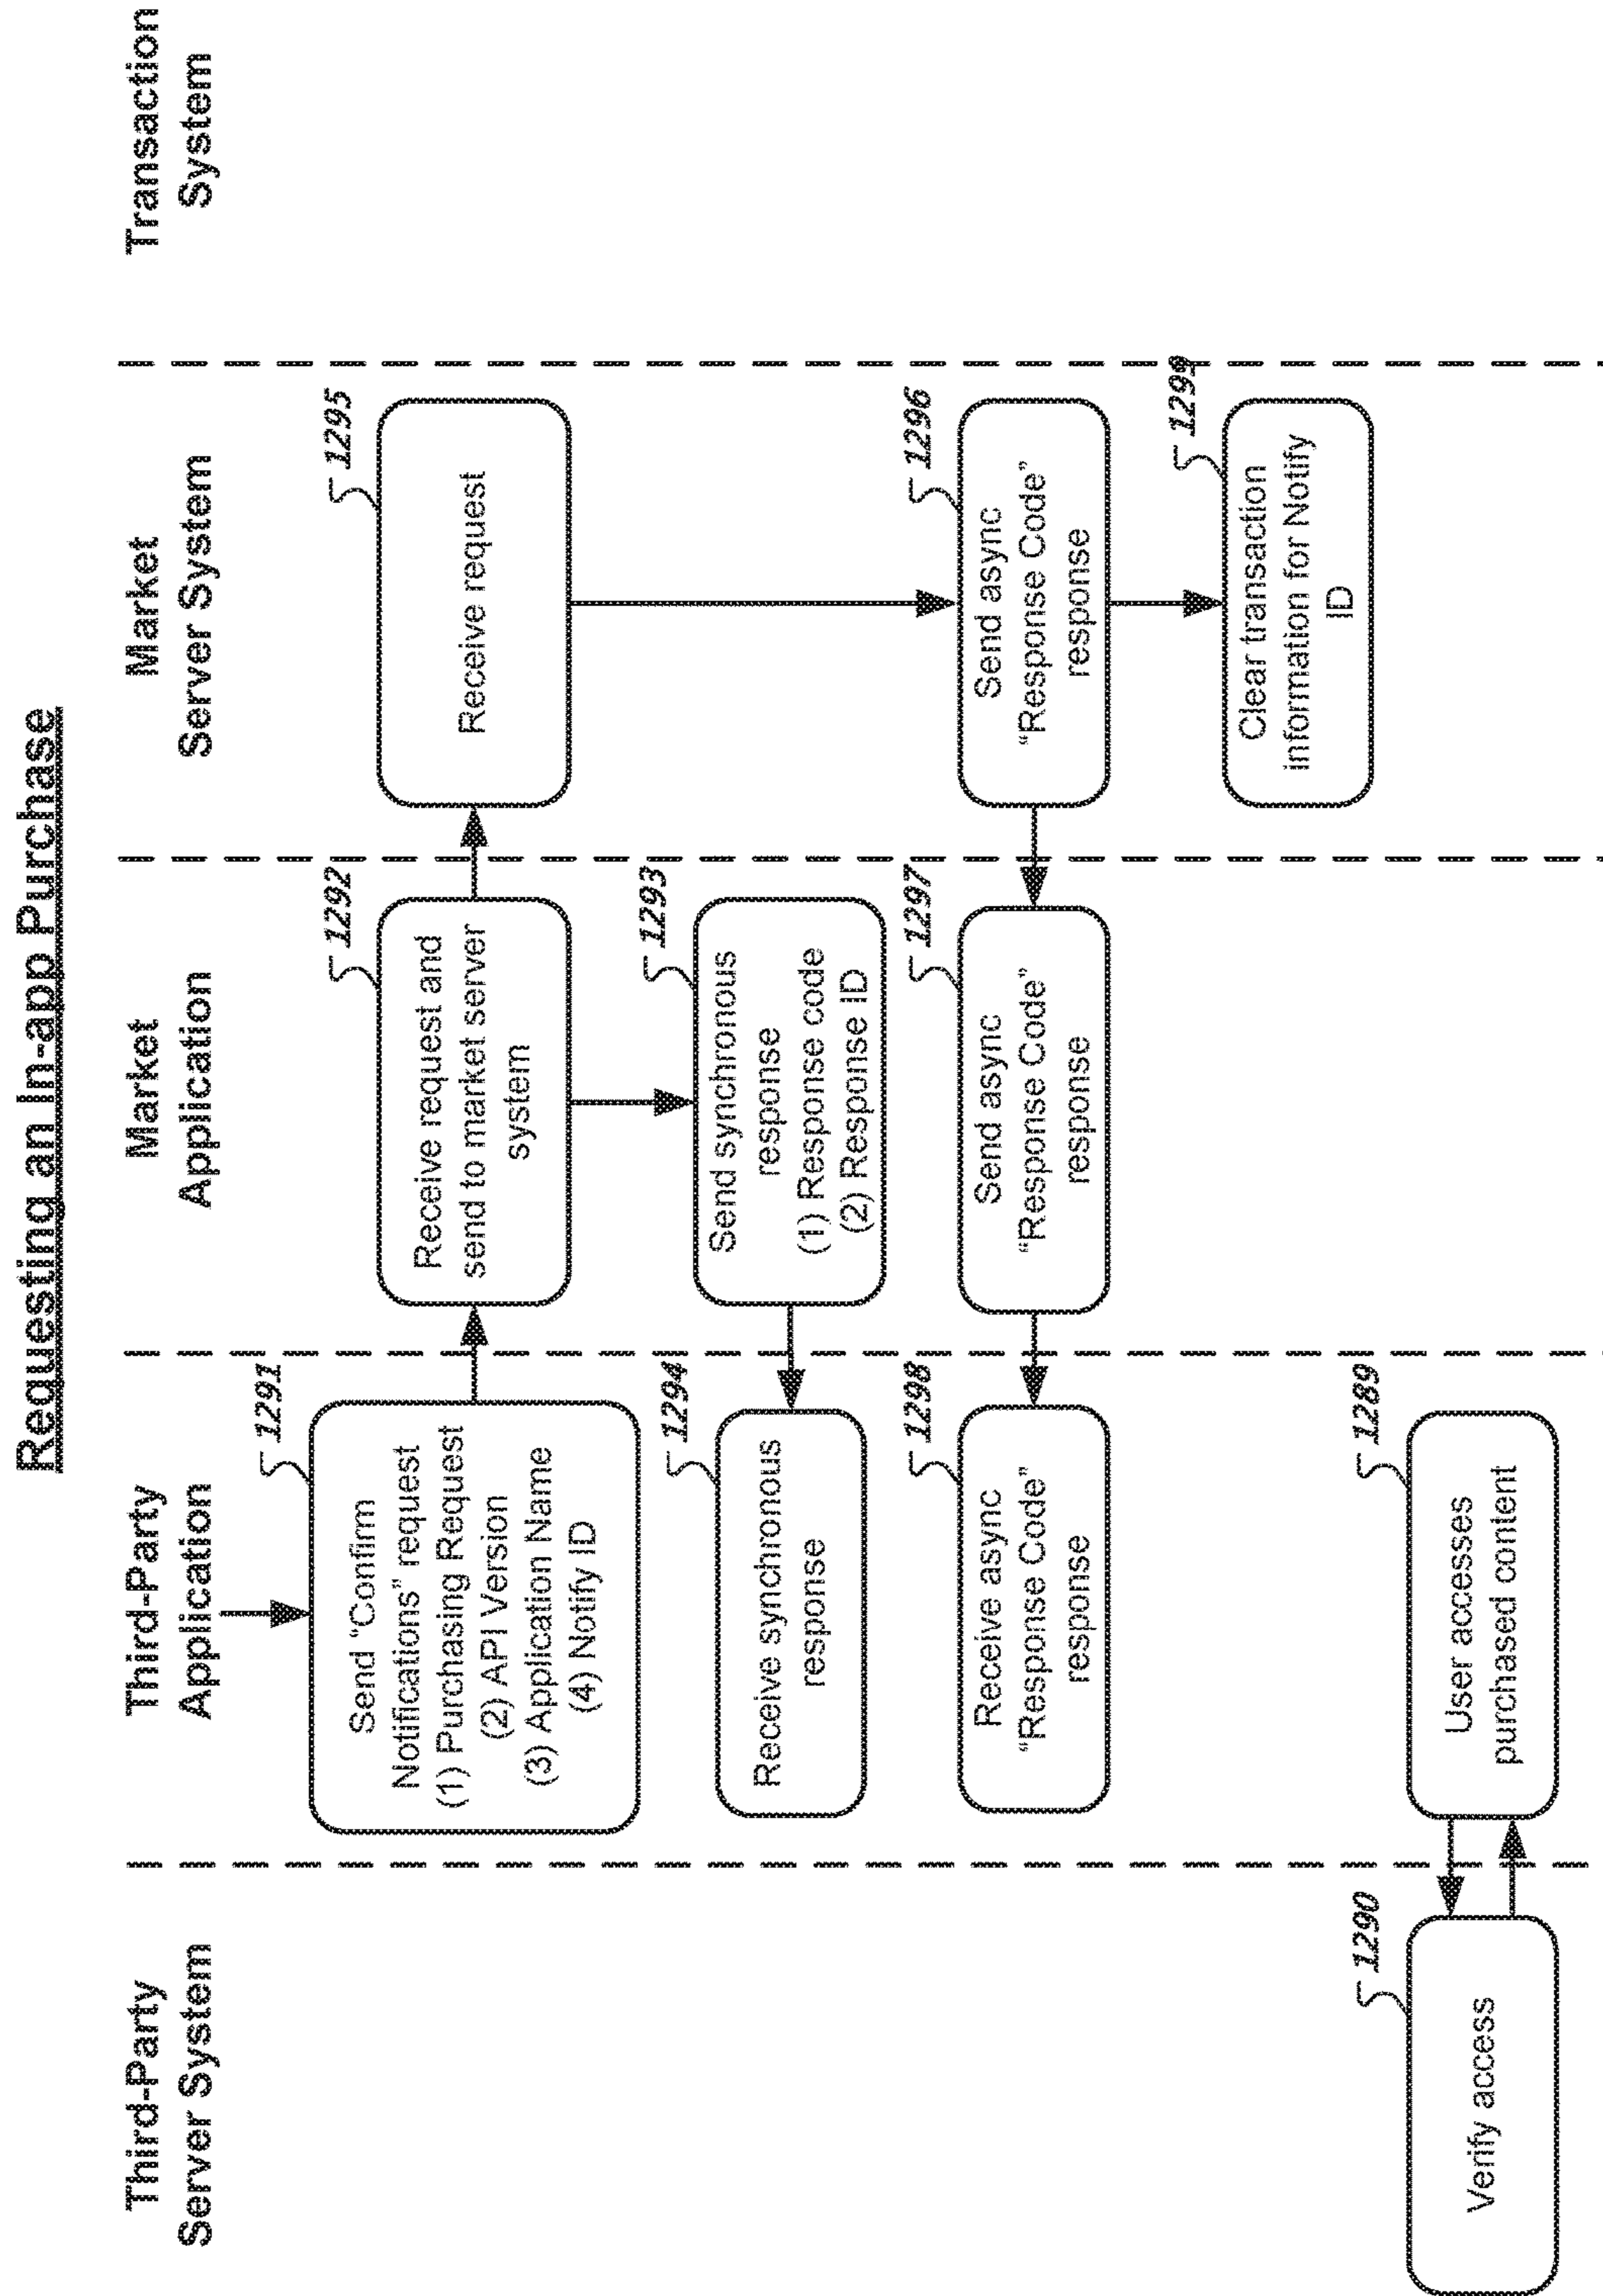 Requesting an In-app Purchase
Third-Party
Server System
Third-Party
Application
Market
Application
Market
Server System
Transaction
System
1291
Send “Confirm
Notifications” request
(1) Purchasing Request
(2) API Version
(3) Application Name
(4) Notify ID
1292
Receive request and
send to market server
system
1295
Receive request
1294
Receive synchronous
response
1293
Send synchronous
response
(1) Response code
(2) Response ID
1298
Receive async
“Response Code”
response
1297
Send async
“Response Code”
response
1296
Send async
“Response Code”
response
1299
Clear transaction
information for Notify
ID
1290
Verify access
1289
User accesses
purchased content